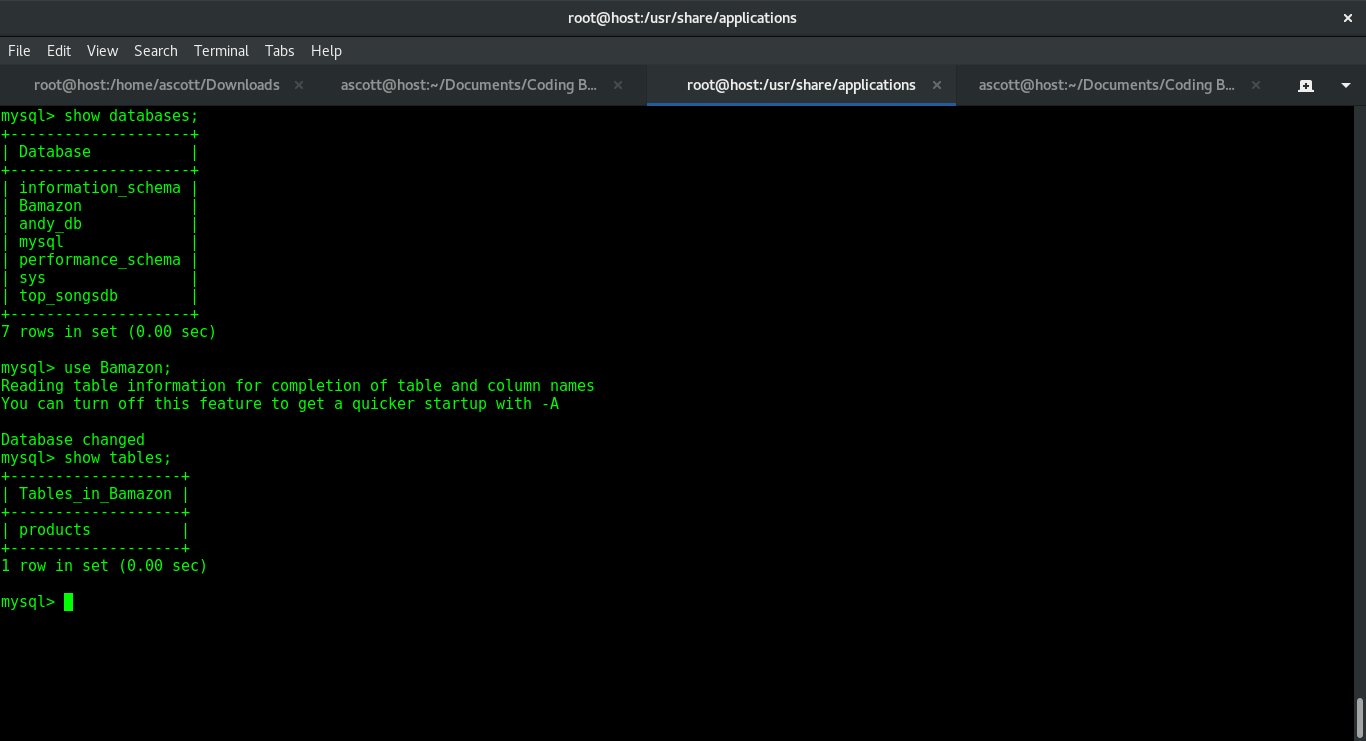 root@host:/usr/share/applications
File Edit View Search Terminal Tabs Help
root@host:/home/ascott/Downloads ascott@host:~/Documents/Coding B... root@host:/usr/share/applications ascott@host:~/Documents/Coding B...
mysql> show databases;
+--------------------+
| Database           |
+--------------------+
| information_schema |
| Bamazon            |
| andy_db            |
| mysql              |
| performance_schema |
| sys                |
| top_songsdb        |
+--------------------+
7 rows in set (0.00 sec)

mysql> use Bamazon;
Reading table information for completion of table and column names
You can turn off this feature to get a quicker startup with -A

Database changed
mysql> show tables;
+-------------------+
| Tables_in_Bamazon |
+-------------------+
| products          |
+-------------------+
1 row in set (0.00 sec)

mysql>